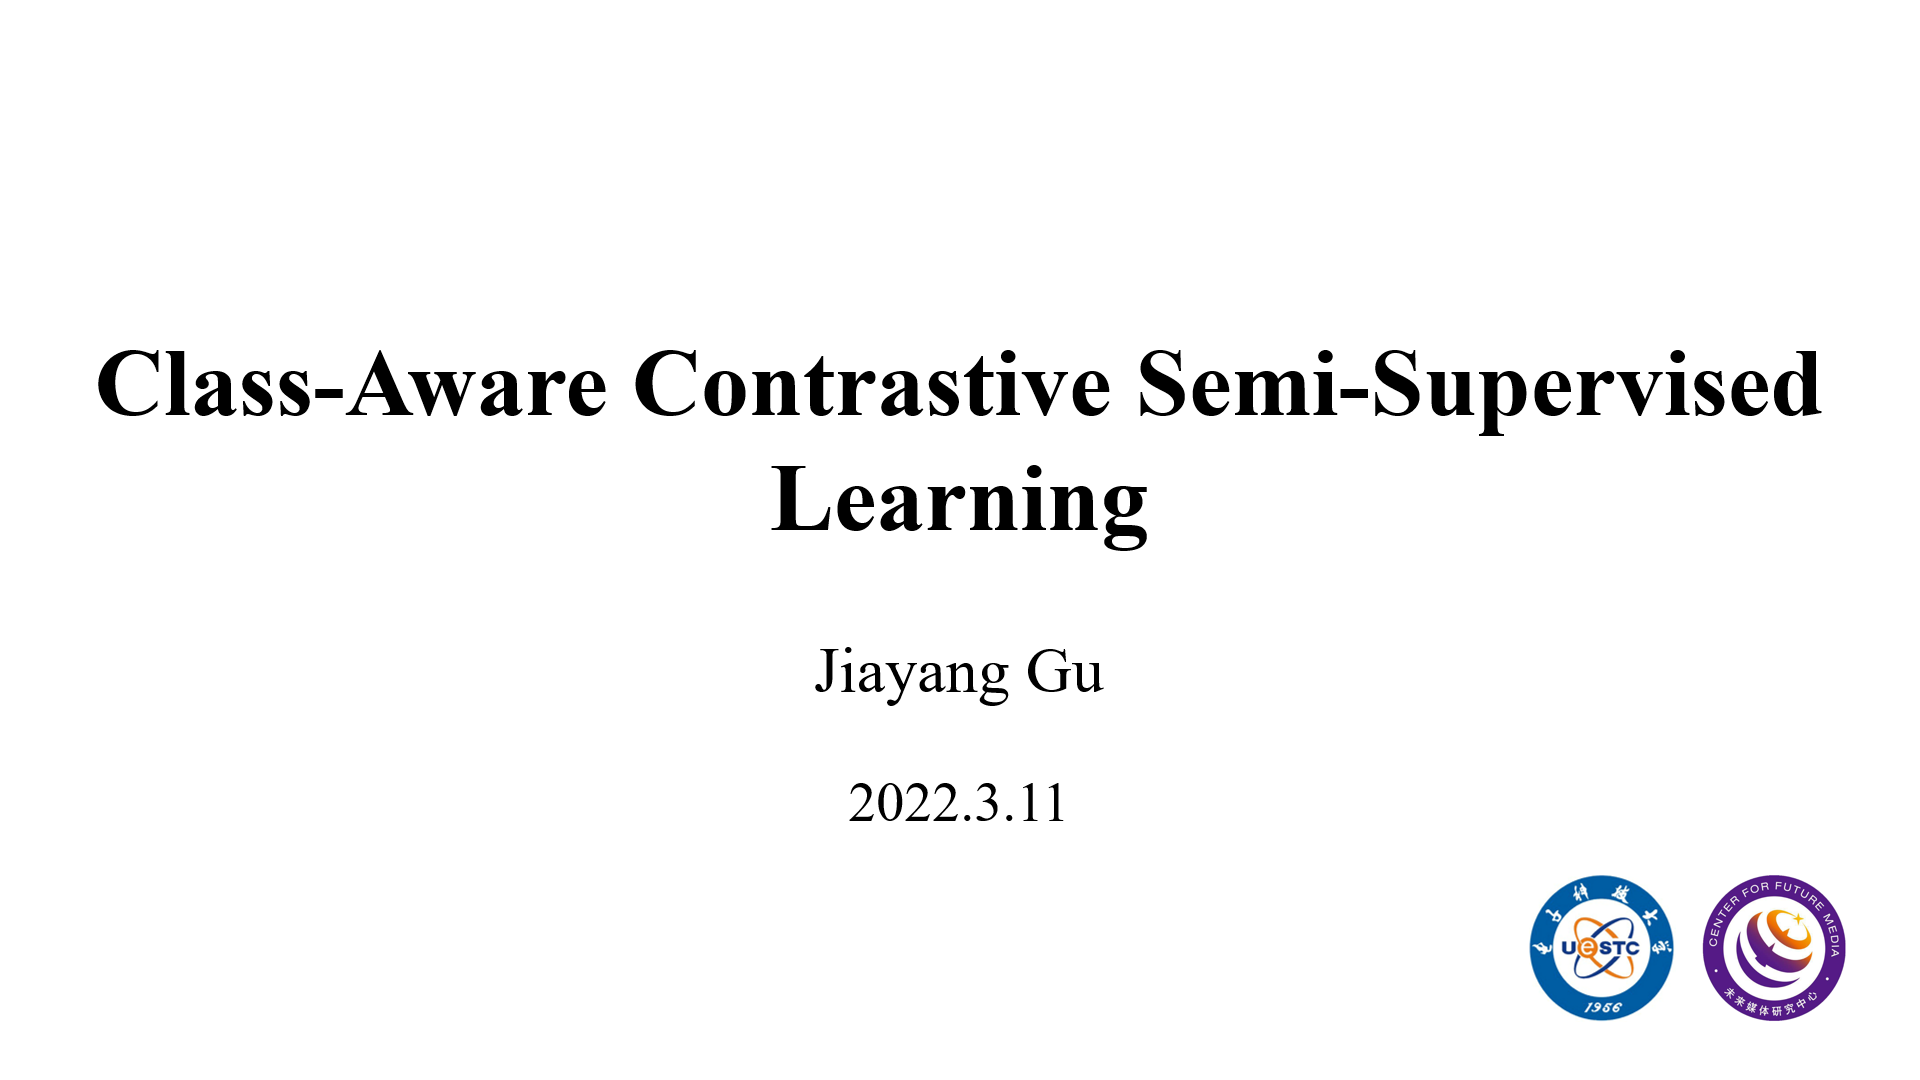 Class-Aware Contrastive Semi-Supervised
Learning
Jiayang Gu
2022.3.11
电子科技大学
UeSTC
1956
CENTER FOR FUTURE MEDIA
未来媒体研究中心